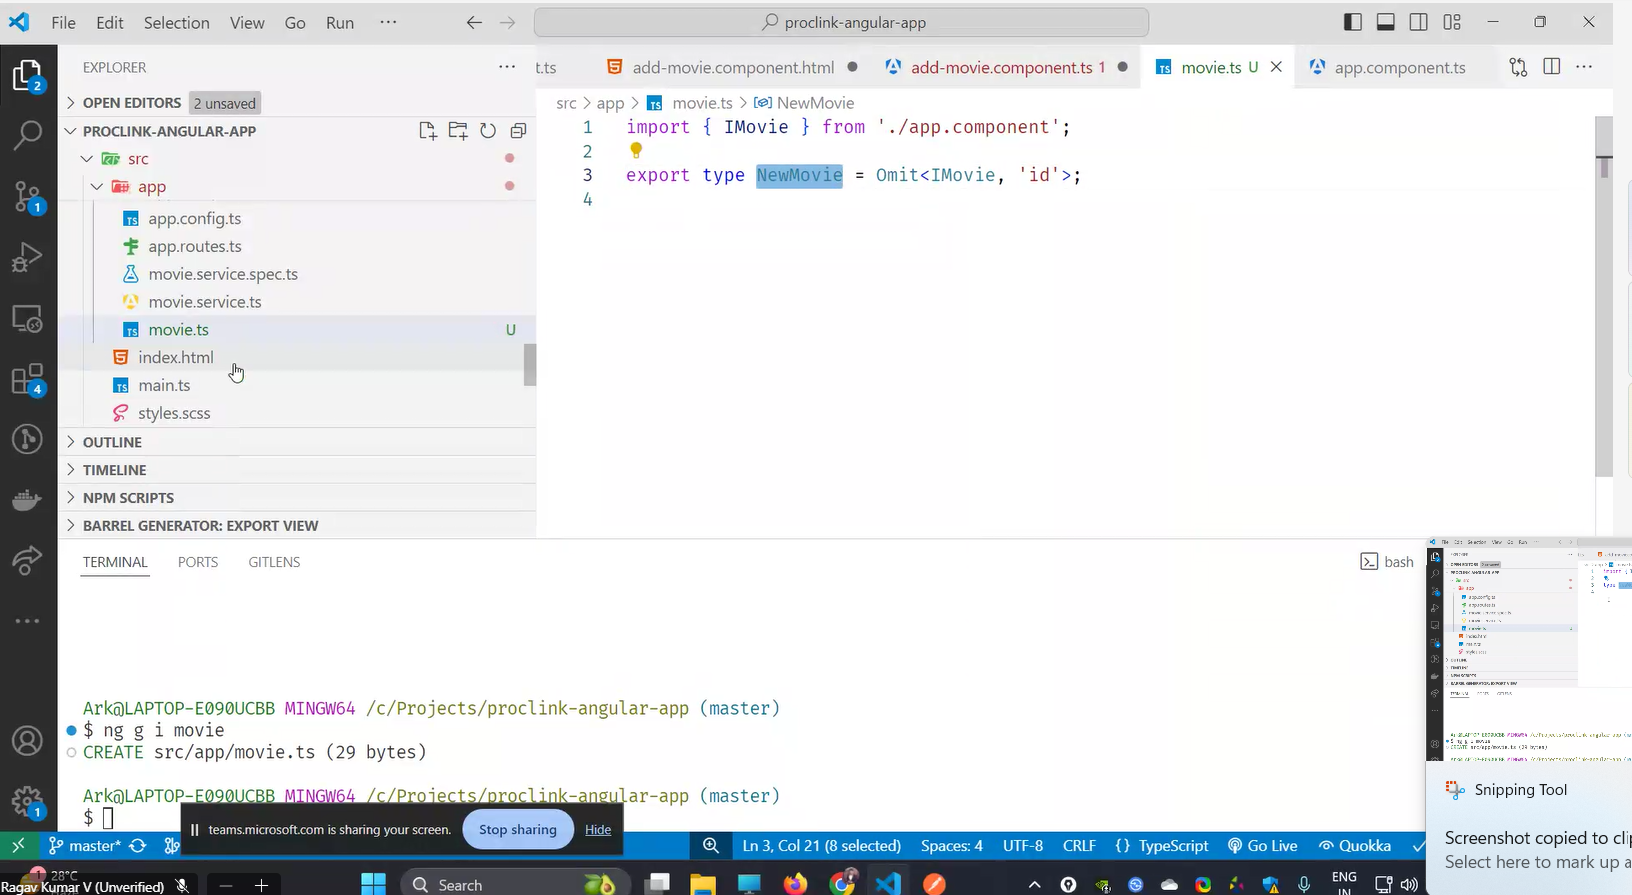 File Edit Selection View Go Run ··· proclink-angular-app
EXPLORER ···
OPEN EDITORS 2 unsaved
PROCLINK-ANGULAR-APP
src
app
app.config.ts
app.routes.ts
movie.service.spec.ts
movie.service.ts
movie.ts U
index.html
main.ts
styles.scss
OUTLINE
TIMELINE
NPM SCRIPTS
BARREL GENERATOR: EXPORT VIEW
2
1
4
1
t.ts add-movie.component.html add-movie.component.ts 1 movie.ts U app.component.ts
src > app > movie.ts > NewMovie
1 import { IMovie } from './app.component';
2
3 export type NewMovie = Omit<IMovie, 'id'>;
4
TERMINAL PORTS GITLENS bash
Ark@LAPTOP-E090UCBB MINGW64 /c/Projects/proclink-angular-app (master)
$ ng g i movie
CREATE src/app/movie.ts (29 bytes)
Ark@LAPTOP-E090UCBB MINGW64 /c/Projects/proclink-angular-app (master)
$
teams.microsoft.com is sharing your screen. Stop sharing Hide
Snipping Tool
Screenshot copied to cli
Select here to mark up a
master* Ln 3, Col 21 (8 selected) Spaces: 4 UTF-8 CRLF {} TypeScript Go Live Quokka
28°C
Ragav Kumar V (Unverified)
Search
ENG
IN